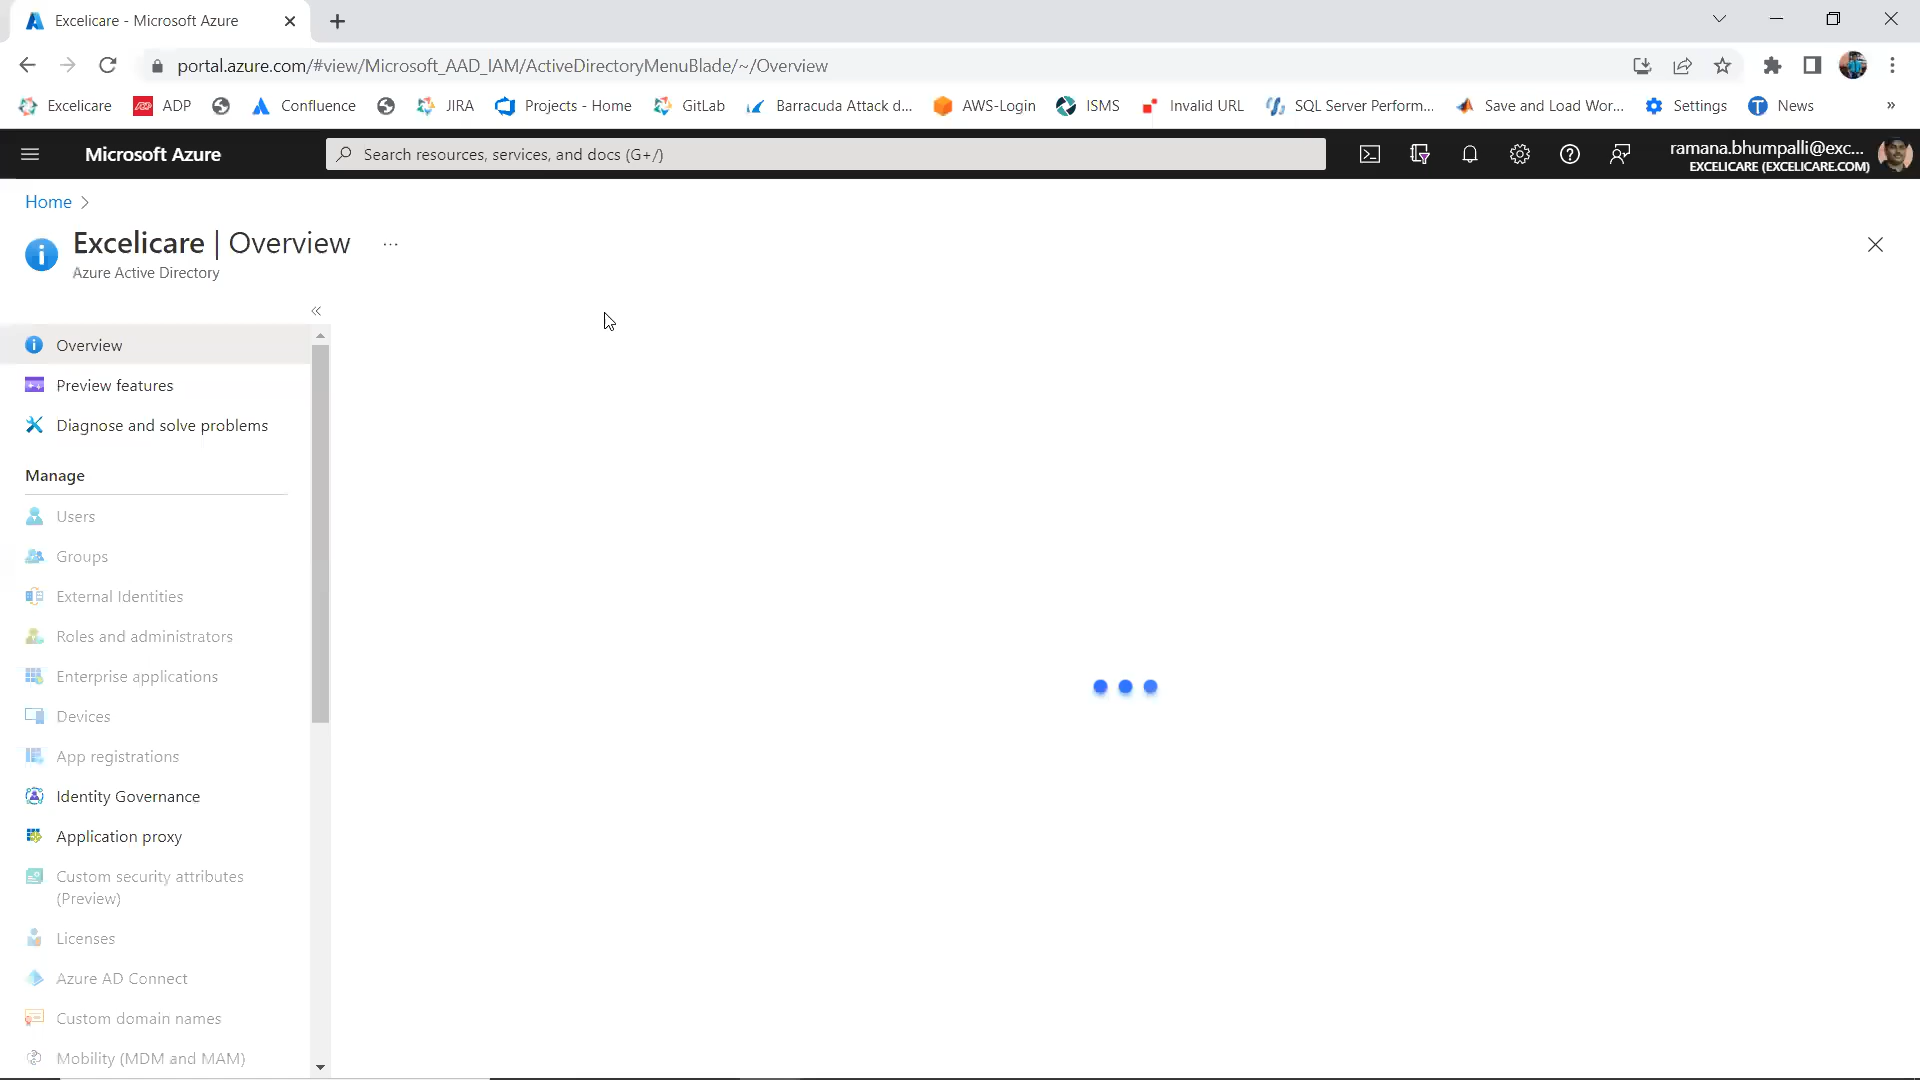 Excelicare - Microsoft Azure
portal.azure.com/#view/Microsoft_AAD_IAM/ActiveDirectoryMenuBlade/~/Overview
Excelicare ADP Confluence JIRA Projects - Home GitLab Barracuda Attack d... AWS-Login ISMS Invalid URL SQL Server Perform... Save and Load Wor... Settings News »
Microsoft Azure Search resources, services, and docs (G+/) ramana.bhumpalli@exc...
EXCELICARE (EXCELICARE.COM)
Home >
Excelicare | Overview ...
Azure Active Directory
«
Overview
Preview features
Diagnose and solve problems
Manage
Users
Groups
External Identities
Roles and administrators
Enterprise applications
Devices
App registrations
Identity Governance
Application proxy
Custom security attributes
(Preview)
Licenses
Azure AD Connect
Custom domain names
Mobility (MDM and MAM)